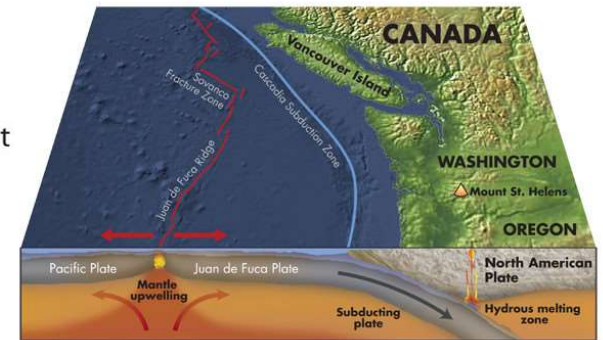 CANADA
Vancouver Island
Sovanco
Fracture Zone
Cascadia Subduction Zone
t
Juan de Fuca Ridge
WASHINGTON
Mount St. Helens
OREGON
Pacific Plate
Juan de Fuca Plate
North American
Plate
Mantle
upwelling
Subducting
plate
Hydrous melting
zone